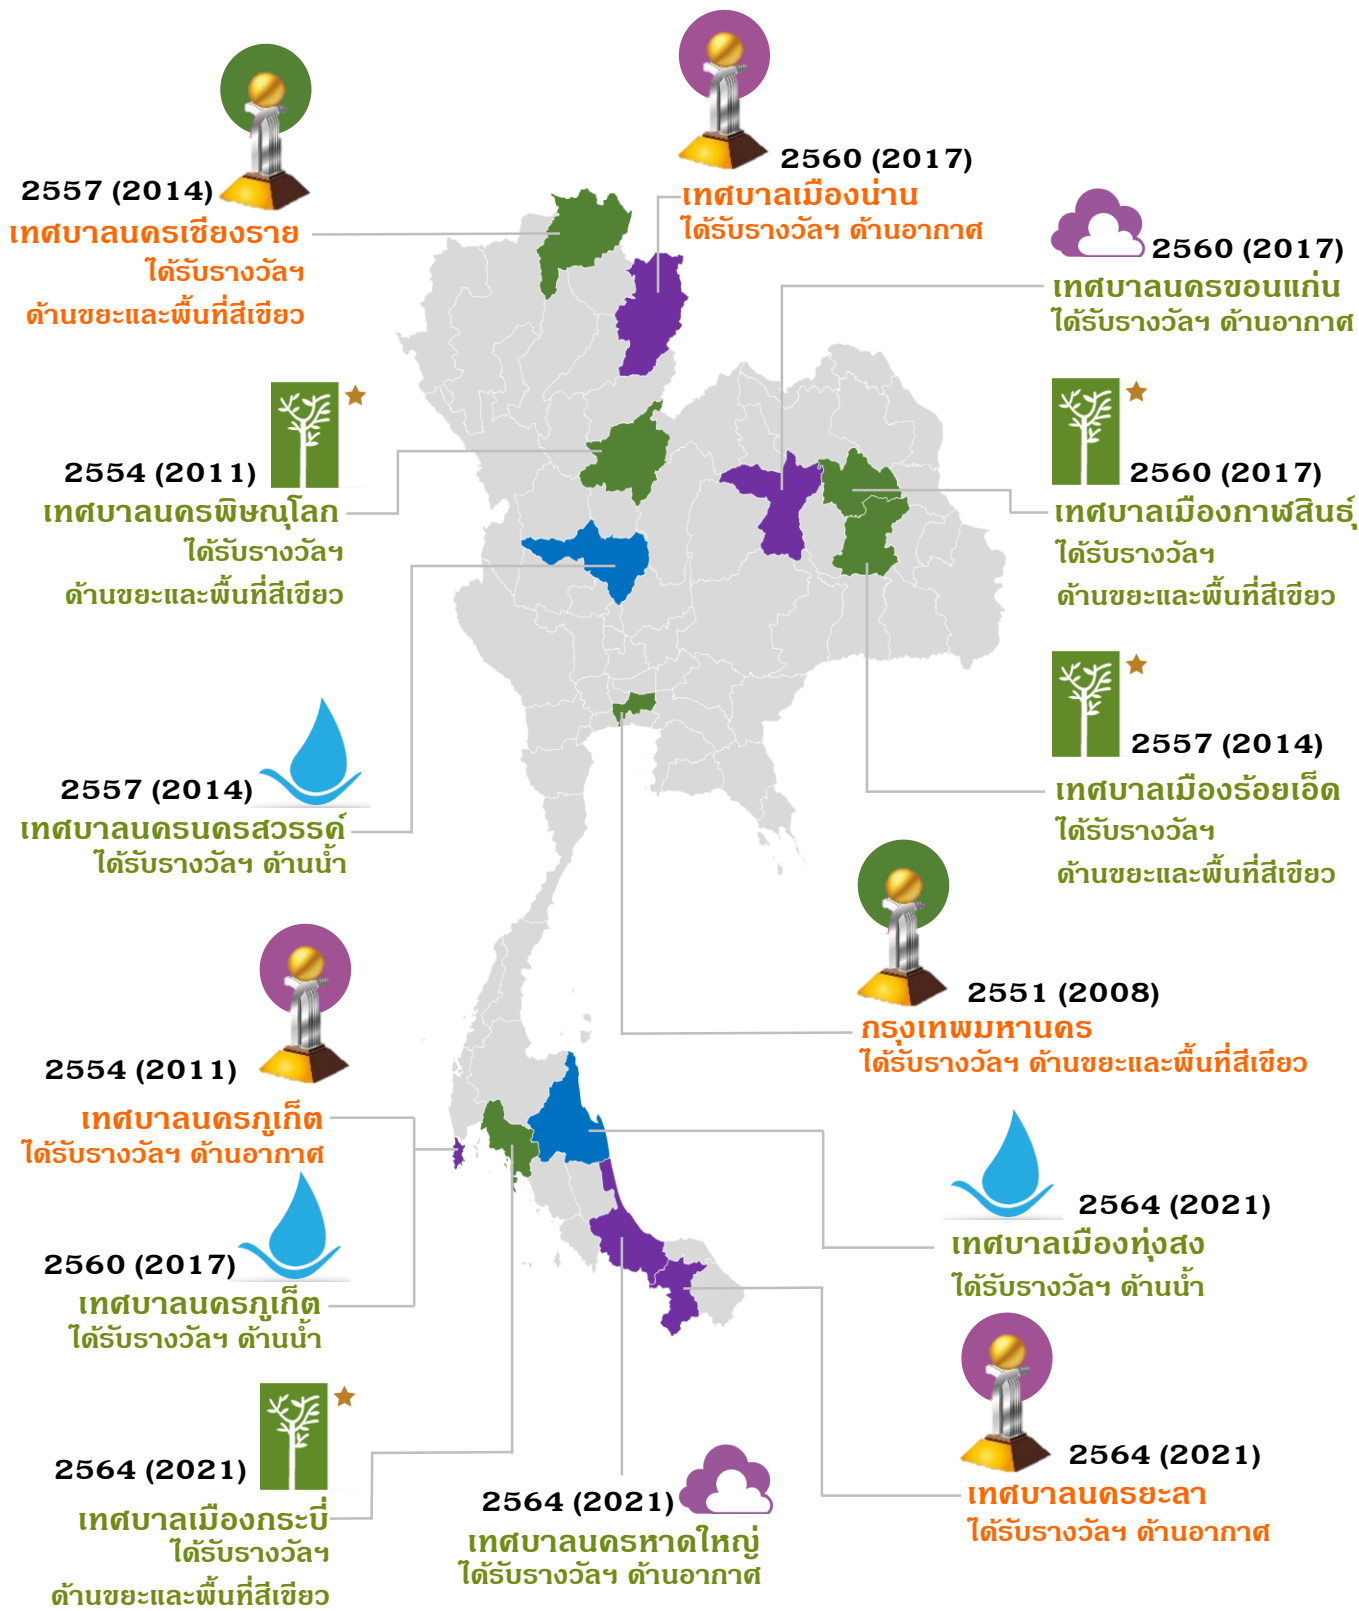 2557 (2014)
เทศบาลนครเชียงราย
ได้รับรางวัลฯ
ด้านขยะและพื้นที่สีเขียว
2560 (2017)
เทศบาลเมืองน่าน
ได้รับรางวัลฯ ด้านอากาศ
2560 (2017)
เทศบาลนครขอนแก่น
ได้รับรางวัลฯ ด้านอากาศ
2554 (2011)
เทศบาลนครพิษณุโลก
ได้รับรางวัลฯ
ด้านขยะและพื้นที่สีเขียว
2560 (2017)
เทศบาลเมืองกาฬสินธุ์
ได้รับรางวัลฯ
ด้านขยะและพื้นที่สีเขียว
2557 (2014)
เทศบาลนครนครสวรรค์
ได้รับรางวัลฯ ด้านน้ำ
2557 (2014)
เทศบาลเมืองร้อยเอ็ด
ได้รับรางวัลฯ
ด้านขยะและพื้นที่สีเขียว
2551 (2008)
กรุงเทพมหานคร
ได้รับรางวัลฯ ด้านขยะและพื้นที่สีเขียว
2554 (2011)
เทศบาลนครภูเก็ต
ได้รับรางวัลฯ ด้านอากาศ
2560 (2017)
เทศบาลนครภูเก็ต
ได้รับรางวัลฯ ด้านน้ำ
2564 (2021)
เทศบาลเมืองทุ่งสง
ได้รับรางวัลฯ ด้านน้ำ
2564 (2021)
เทศบาลเมืองกระบี่
ได้รับรางวัลฯ
ด้านขยะและพื้นที่สีเขียว
2564 (2021)
เทศบาลนครหาดใหญ่
ได้รับรางวัลฯ ด้านอากาศ
2564 (2021)
เทศบาลนครยะลา
ได้รับรางวัลฯ ด้านอากาศ